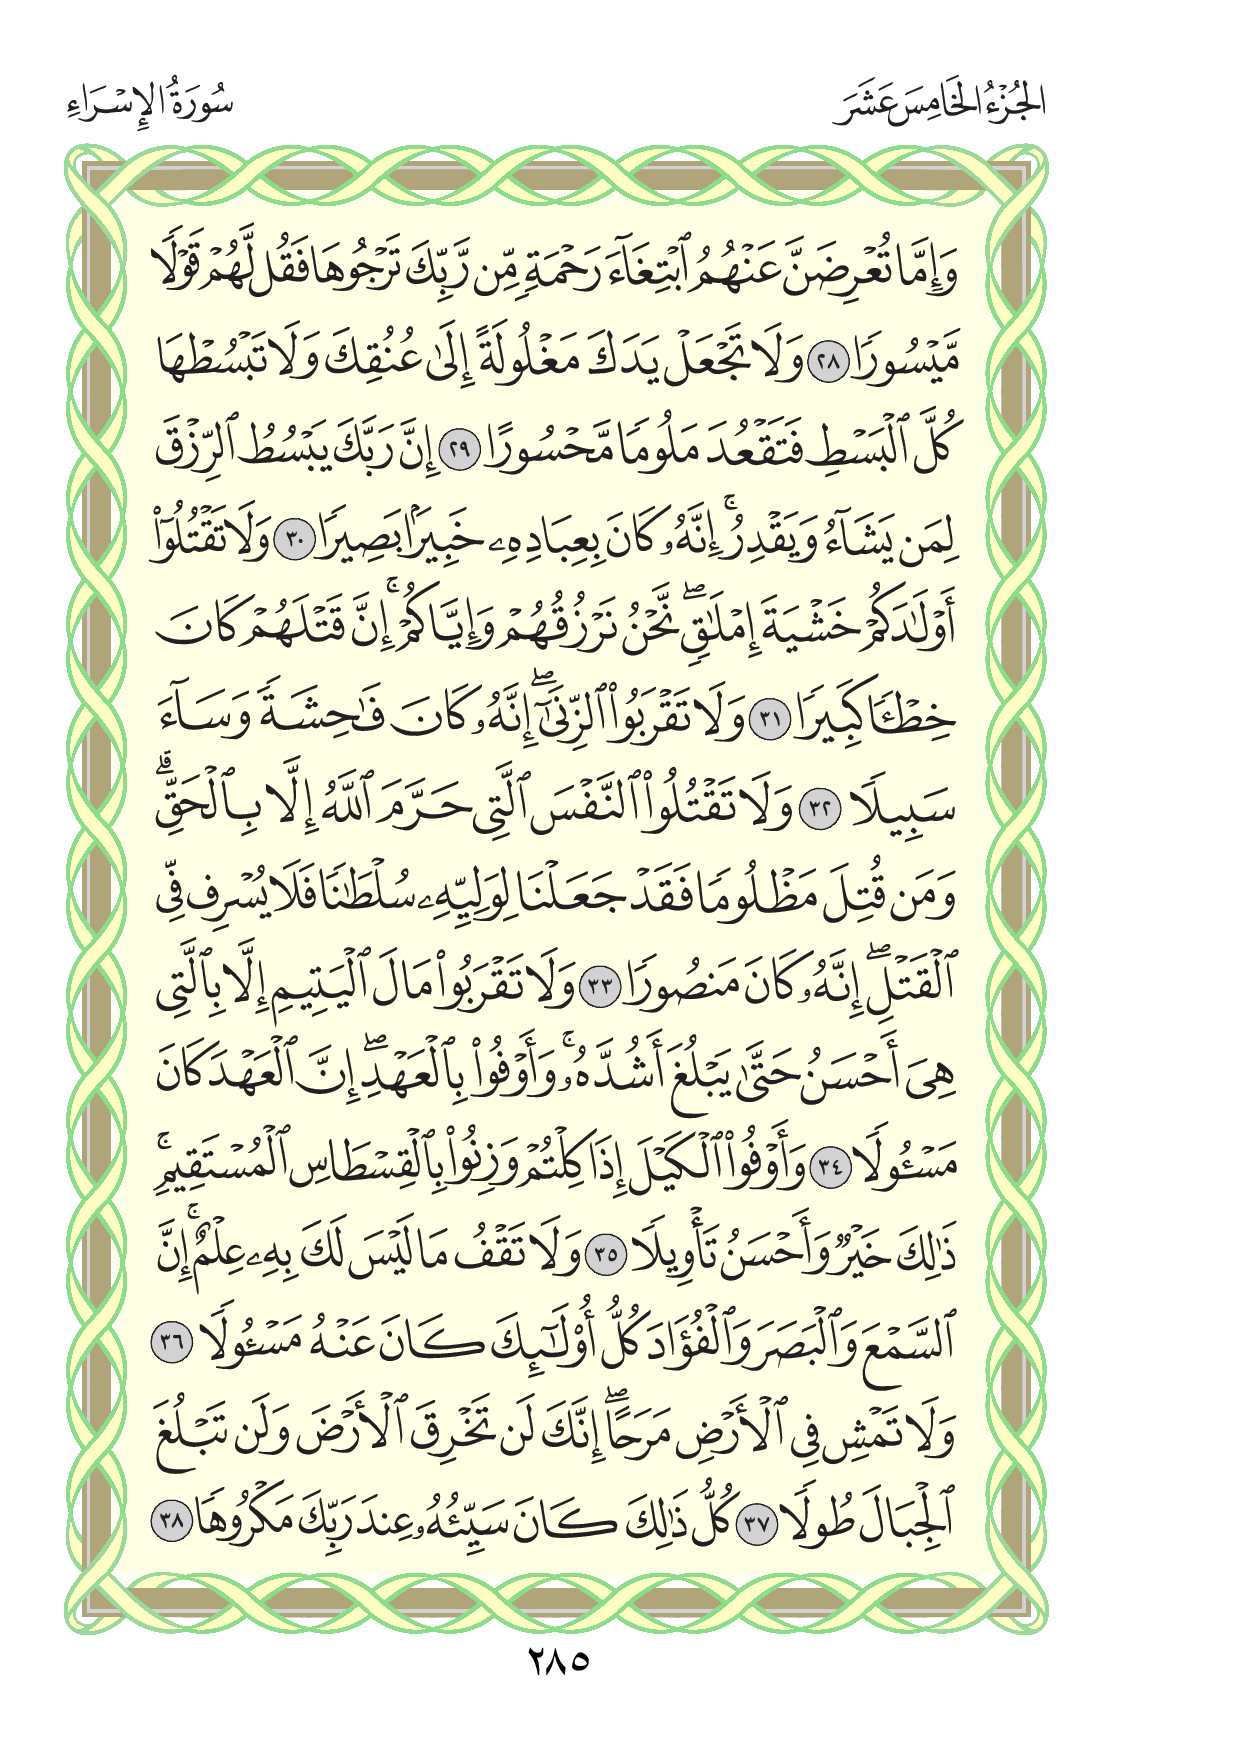 الجُزْءُ الخَامِسَ عَشَرَ سُورَةُ الإِسْرَاءِ
وَإِمَّا تُعْرِضَنَّ عَنْهُمُ ٱبْتِغَآءَ رَحْمَةٍ مِّن رَّبِّكَ تَرْجُوهَا فَقُل لَّهُمْ قَوْلًا
مَّيْسُورًا ٢٨ وَلَا تَجْعَلْ يَدَكَ مَغْلُولَةً إِلَىٰ عُنُقِكَ وَلَا تَبْسُطْهَا
كُلَّ ٱلْبَسْطِ فَتَقْعُدَ مَلُومًا مَّحْسُورًا ٢٩ إِنَّ رَبَّكَ يَبْسُطُ ٱلرِّزْقَ
لِمَن يَشَآءُ وَيَقْدِرُ ۚ إِنَّهُۥ كَانَ بِعِبَادِهِۦ خَبِيرًۢا بَصِيرًا ٣٠ وَلَا تَقْتُلُوٓا۟
أَوْلَـٰدَكُمْ خَشْيَةَ إِمْلَـٰقٍ ۖ نَّحْنُ نَرْزُقُهُمْ وَإِيَّاكُمْ ۚ إِنَّ قَتْلَهُمْ كَانَ
خِطْـًٔا كَبِيرًا ٣١ وَلَا تَقْرَبُوا۟ ٱلزِّنَىٰٓ ۖ إِنَّهُۥ كَانَ فَـٰحِشَةً وَسَآءَ
سَبِيلًا ٣٢ وَلَا تَقْتُلُوا۟ ٱلنَّفْسَ ٱلَّتِى حَرَّمَ ٱللَّهُ إِلَّا بِٱلْحَقِّ ۗ
وَمَن قُتِلَ مَظْلُومًا فَقَدْ جَعَلْنَا لِوَلِيِّهِۦ سُلْطَـٰنًا فَلَا يُسْرِف فِّى
ٱلْقَتْلِ ۖ إِنَّهُۥ كَانَ مَنصُورًا ٣٣ وَلَا تَقْرَبُوا۟ مَالَ ٱلْيَتِيمِ إِلَّا بِٱلَّتِى
هِىَ أَحْسَنُ حَتَّىٰ يَبْلُغَ أَشُدَّهُۥ ۚ وَأَوْفُوا۟ بِٱلْعَهْدِ ۖ إِنَّ ٱلْعَهْدَ كَانَ
مَسْـُٔولًا ٣٤ وَأَوْفُوا۟ ٱلْكَيْلَ إِذَا كِلْتُمْ وَزِنُوا۟ بِٱلْقِسْطَاسِ ٱلْمُسْتَقِيمِ ۚ
ذَٰلِكَ خَيْرٌ وَأَحْسَنُ تَأْوِيلًا ٣٥ وَلَا تَقْفُ مَا لَيْسَ لَكَ بِهِۦ عِلْمٌ ۚ إِنَّ
ٱلسَّمْعَ وَٱلْبَصَرَ وَٱلْفُؤَادَ كُلُّ أُو۟لَـٰٓئِكَ كَانَ عَنْهُ مَسْـُٔولًا ٣٦
وَلَا تَمْشِ فِى ٱلْأَرْضِ مَرَحًا ۖ إِنَّكَ لَن تَخْرِقَ ٱلْأَرْضَ وَلَن تَبْلُغَ
ٱلْجِبَالَ طُولًا ٣٧ كُلُّ ذَٰلِكَ كَانَ سَيِّئُهُۥ عِندَ رَبِّكَ مَكْرُوهًا ٣٨
٢٨٥